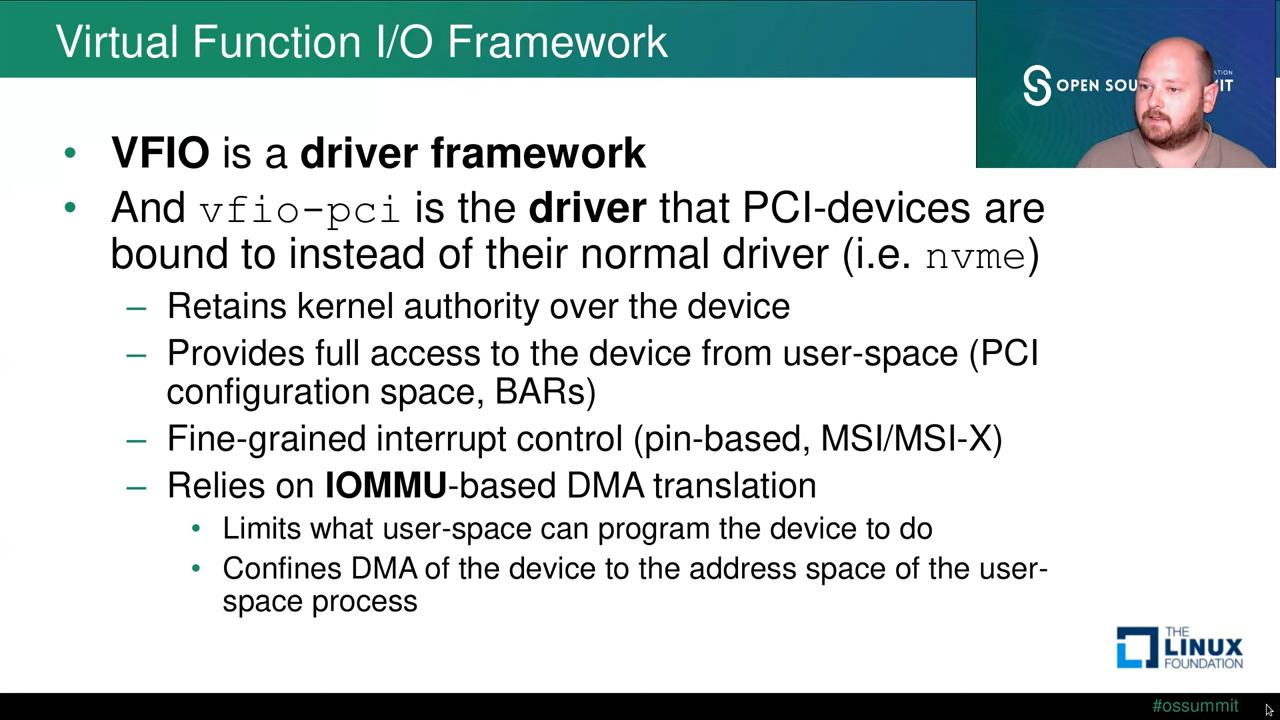 Virtual Function I/O Framework
OPEN SOU
ATION
IT
• VFIO is a driver framework
• And vfio-pci is the driver that PCI-devices are
bound to instead of their normal driver (i.e. nvme)
– Retains kernel authority over the device
– Provides full access to the device from user-space (PCI
configuration space, BARs)
– Fine-grained interrupt control (pin-based, MSI/MSI-X)
– Relies on IOMMU-based DMA translation
• Limits what user-space can program the device to do
• Confines DMA of the device to the address space of the user-
space process
THE
LINUX
FOUNDATION
#ossummit